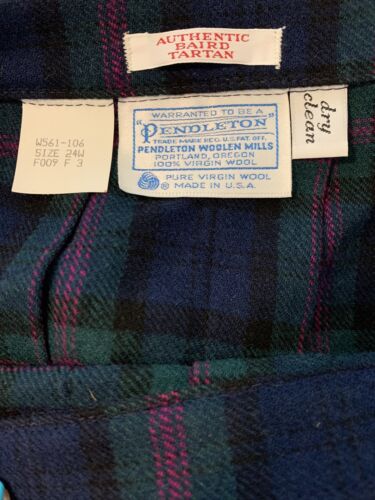 AUTHENTIC
BAIRD
TARTAN
W561-106
SIZE 24W
F009 F 3
WARRANTED TO BE A
"PENDLETON"
TRADE MARK REG. U.S. PAT. OFF.
PENDLETON WOOLEN MILLS
PORTLAND, OREGON
100% VIRGIN WOOL
PURE VIRGIN WOOL
® MADE IN U.S.A.
dry
clean